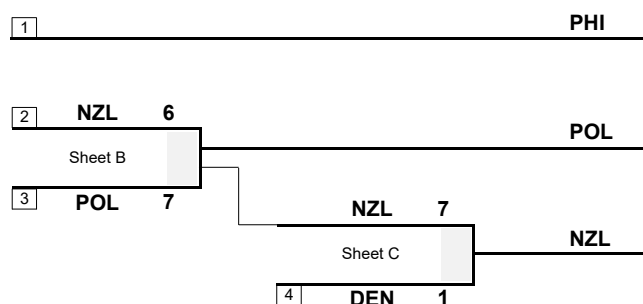 1 PHI
2 NZL 6
POL
Sheet B
3 POL 7
NZL 7
NZL
Sheet C
4 DEN 1